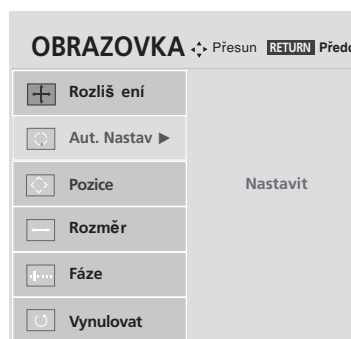 OBRAZOVKA Přesun RETURN
Rozliš ení
Aut. Nastav ►
Pozice
Nastavit
Rozměr
Fáze
Vynulovat